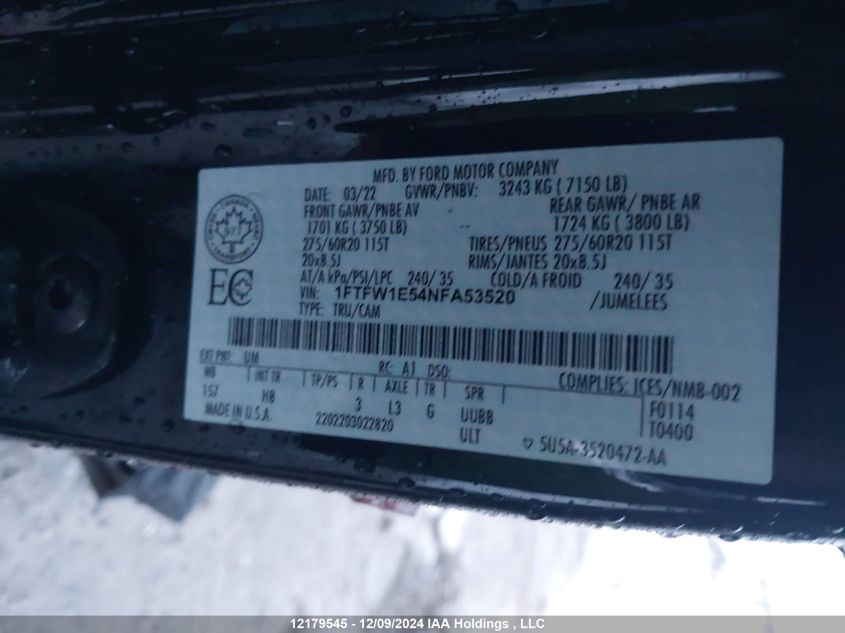 MFD. BY FORD MOTOR COMPANY
DATE: 03/22 GVWR/PNBV: 3243 KG ( 7150 LB)
FRONT GAWR/PNBE AV REAR GAWR/ PNBE AR
1701 KG ( 3750 LB) 1724 KG ( 3800 LB)
275/60R20 115T TIRES/PNEUS 275/60R20 115T
20x8.5J RIMS/JANTES 20x8.5J
AT/A kPa/PSI/LPC 240/ 35 COLD/A FROID 240/ 35
VIN: 1FTFW1E54NFA53520 /JUMELEES
TYPE: TRU/CAM
EC
EXT PNT: UM RC: A1 DSO: COMPLIES: ICES/NMB-002
WB INT TR TP/PS R AXLE TR SPR
157 HB 3 L3 G UUBB F0114
MADE IN U.S.A. 2202203022820 ULT T0400
5U5A-3520472-AA
12179545 - 12/09/2024 IAA Holdings , LLC